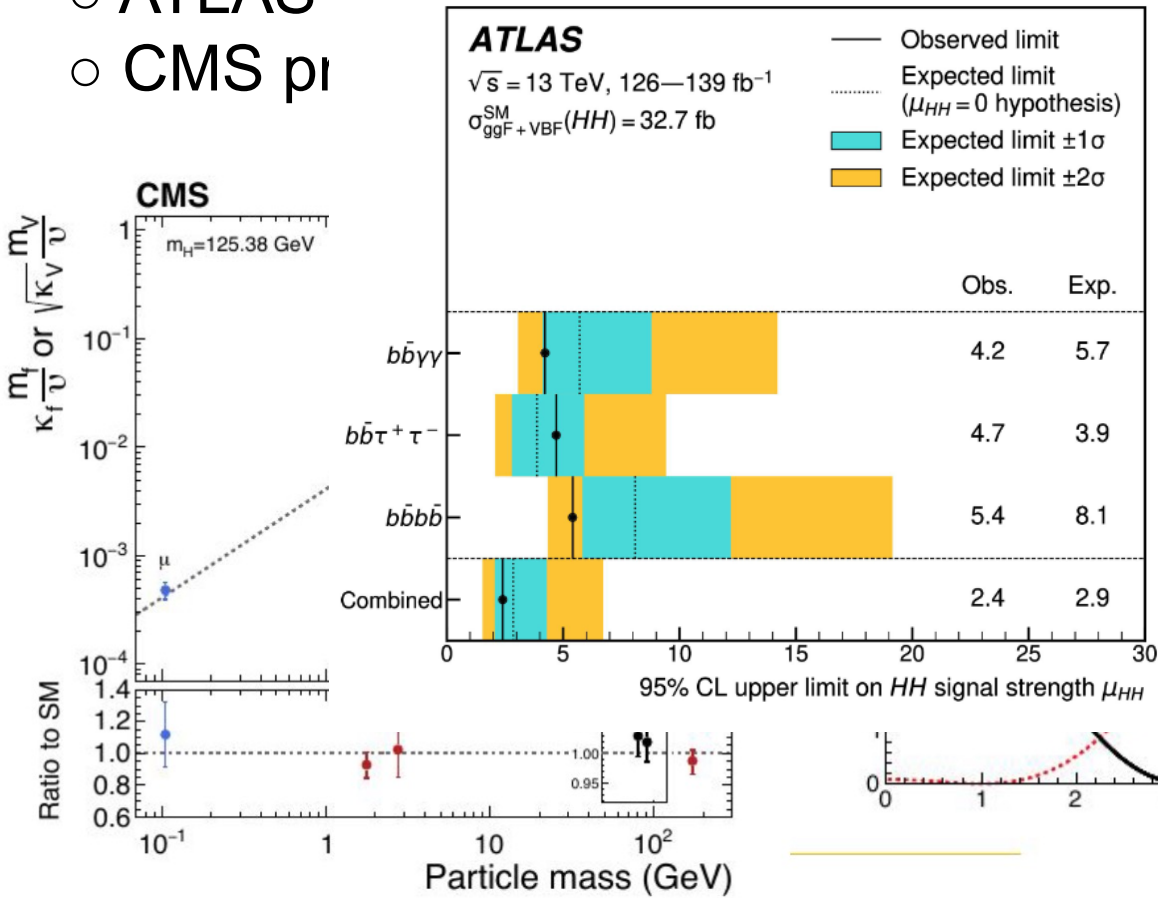 ○ ATLAS
○ CMS pr
ATLAS
√s = 13 TeV, 126—139 fb⁻¹
σ^SM_ggF+VBF(HH) = 32.7 fb
Observed limit
Expected limit
(μ_HH = 0 hypothesis)
Expected limit ±1σ
Expected limit ±2σ
Obs. Exp.
bb̄γγ 4.2 5.7
bb̄τ⁺τ⁻ 4.7 3.9
bb̄bb̄ 5.4 8.1
Combined 2.4 2.9
0 5 10 15 20 25 30
95% CL upper limit on HH signal strength μ_HH
CMS
m_H=125.38 GeV
κ_f m_f/υ or √κ_V m_V/υ
1
10⁻¹
10⁻²
10⁻³
10⁻⁴
μ
Ratio to SM
1.4
1.2
1.0
0.8
0.6
1.00
0.95
10⁻¹ 1 10 10²
Particle mass (GeV)
0
0 1 2